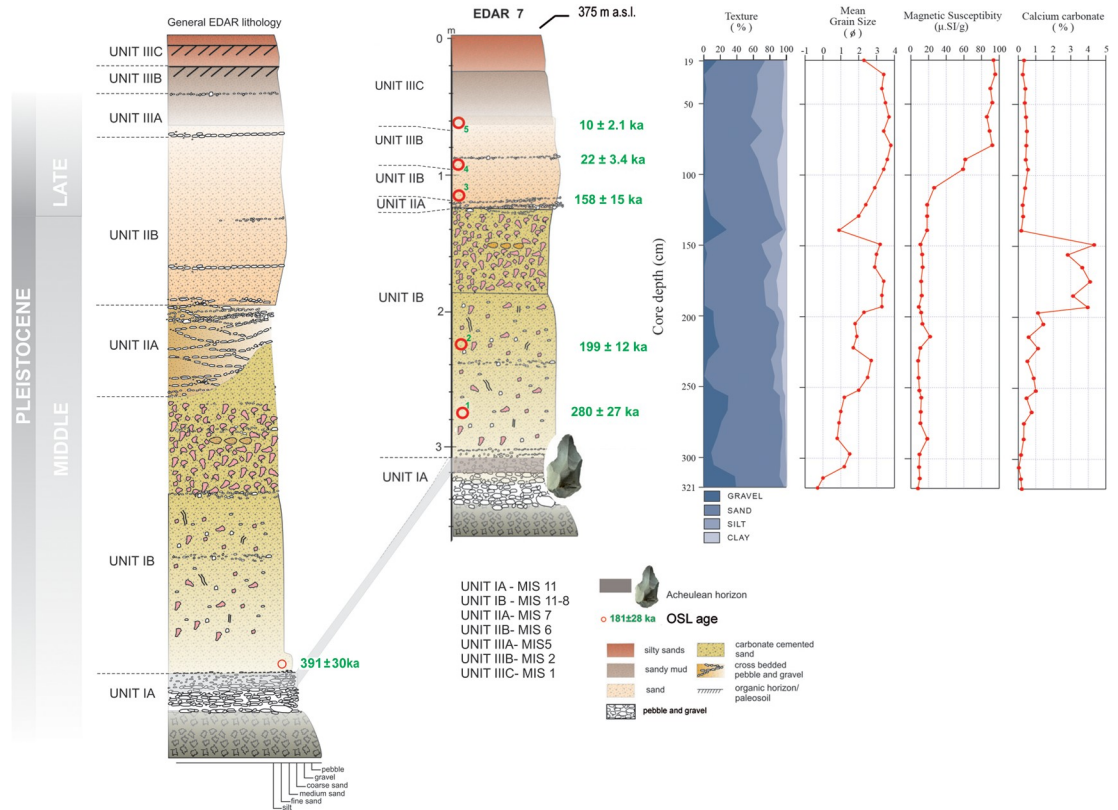 General EDAR lithology
EDAR 7
375 m a.s.l.
PLEISTOCENE
LATE
MIDDLE
UNIT IIIC
UNIT IIIB
UNIT IIIA
UNIT IIB
UNIT IIA
UNIT IB
UNIT IA
391±30ka
pebble
gravel
coarse sand
medium sand
fine sand
silt
m
0
1
2
3
UNIT IIIC
UNIT IIIB
UNIT IIB
UNIT IIA
UNIT IB
UNIT IA
5
4
3
2
1
10 ± 2.1 ka
22 ± 3.4 ka
158 ± 15 ka
199 ± 12 ka
280 ± 27 ka
Texture
( % )
0 20 40 60 80 100
Mean
Grain Size
( ø )
-1 0 1 2 3 4
Magnetic Susceptibity
(µ.SI/g)
0 20 40 60 80 100
Calcium carbonate
( % )
0 1 2 3 4 5
Core depth (cm)
19
50
100
150
200
250
300
321
GRAVEL
SAND
SILT
CLAY
UNIT IA - MIS 11
UNIT IB - MIS 11-8
UNIT IIA- MIS 7
UNIT IIB- MIS 6
UNIT IIIA- MIS5
UNIT IIIB- MIS 2
UNIT IIIC- MIS 1
Acheulean horizon
181±28 ka OSL age
silty sands
sandy mud
sand
pebble and gravel
carbonate cemented
sand
cross bedded
pebble and gravel
organic horizon/
paleosoil